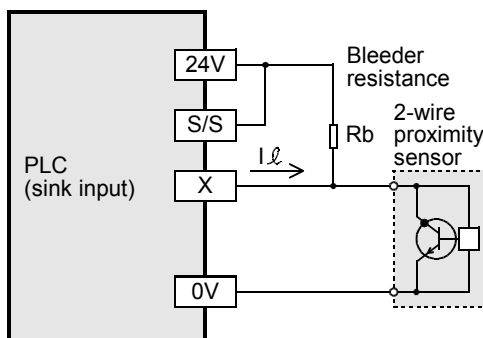 24V
Bleeder
resistance
S/S
Rb
2-wire
proximity
sensor
PLC
(sink input)
Iℓ
X
0V